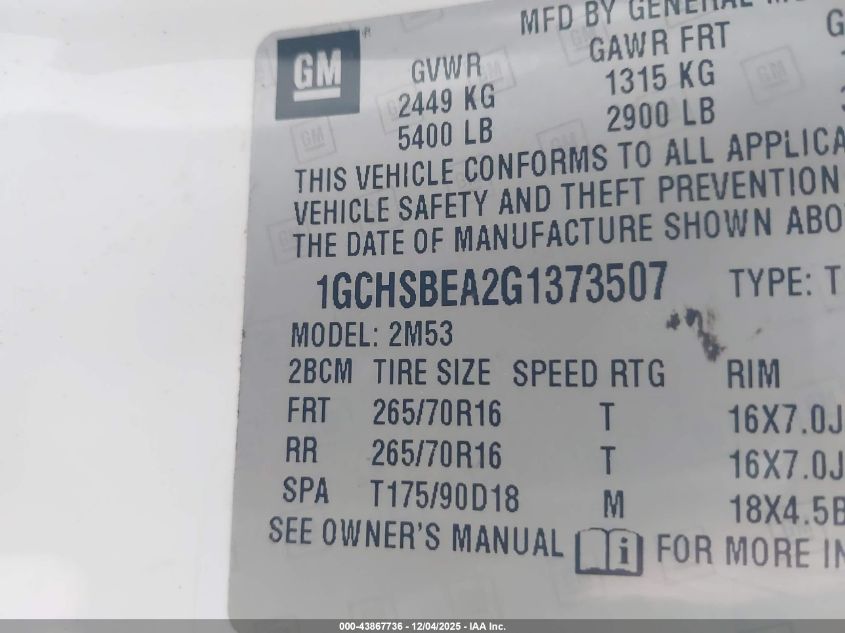 MFD BY GENERAL
GM ®
GVWR GAWR FRT G
2449 KG 1315 KG
5400 LB 2900 LB
THIS VEHICLE CONFORMS TO ALL APPLICA
VEHICLE SAFETY AND THEFT PREVENTION
THE DATE OF MANUFACTURE SHOWN ABO
1GCHSBEA2G1373507 TYPE: T
MODEL: 2M53
2BCM TIRE SIZE SPEED RTG RIM
FRT 265/70R16 T 16X7.0J
RR 265/70R16 T 16X7.0J
SPA T175/90D18 M 18X4.5B
SEE OWNER'S MANUAL i FOR MORE IN
000-43867736 - 12/04/2025 - IAA Inc.